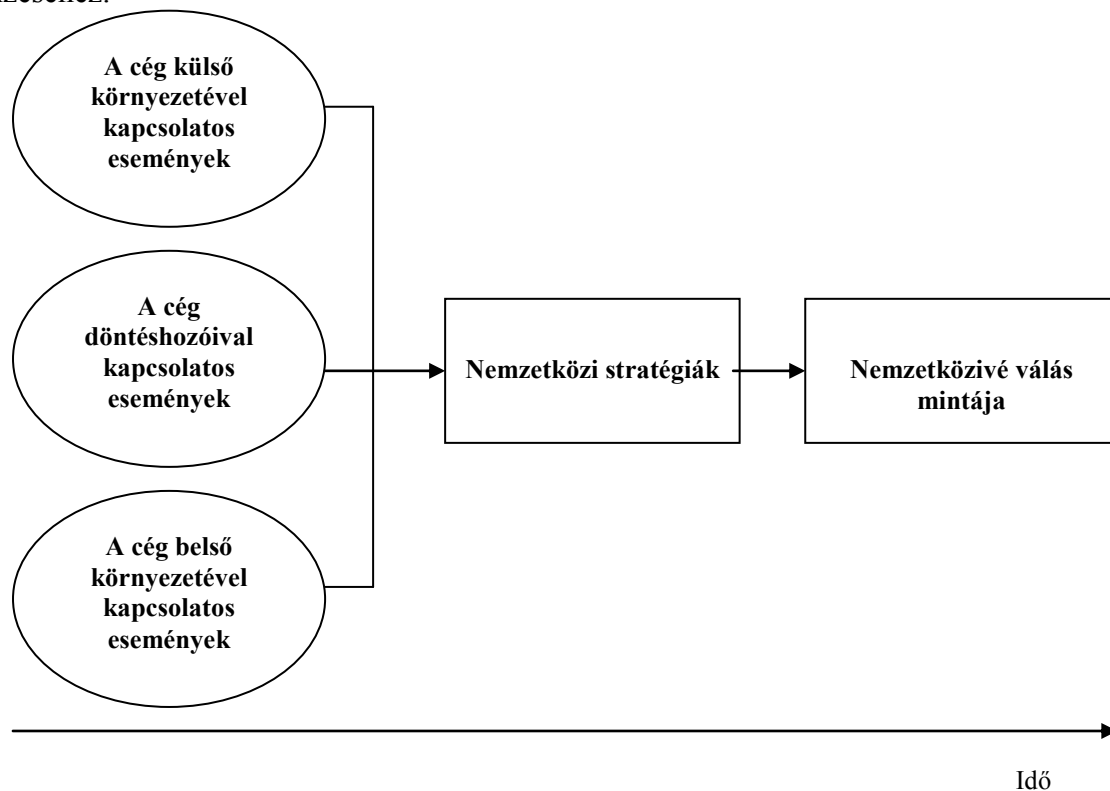 A cég külső
környezetével
kapcsolatos
események
A cég
döntéshozóival
kapcsolatos
események
Nemzetközi stratégiák
Nemzetközivé válás
mintája
A cég belső
környezetével
kapcsolatos
események
Idő